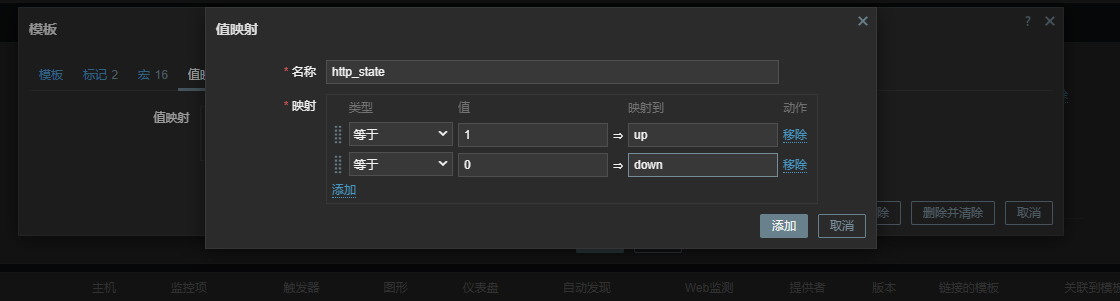 模板
?
值映射
模板 标记 2 宏 16 值映
* 名称 http_state
值映射
* 映射 类型 值 映射到 动作
等于 1 ⇒ up 移除
等于 0 ⇒ down 移除
添加
除 删除并清除 取消
添加 取消
主机 监控项 触发器 图形 仪表盘 自动发现 Web监测 提供者 版本 链接的模板 关联到模板